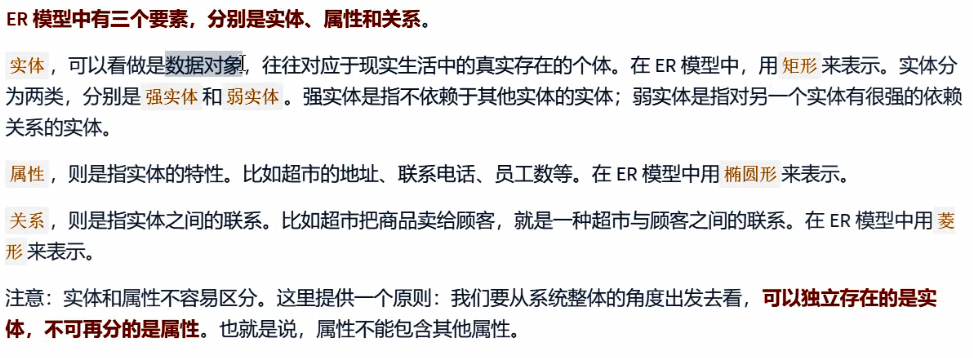 ER 模型中有三个要素，分别是实体、属性和关系。
实体，可以看做是数据对象，往往对应于现实生活中的真实存在的个体。在 ER 模型中，用 矩形 来表示。实体分
为两类，分别是 强实体 和 弱实体 。强实体是指不依赖于其他实体的实体；弱实体是指对另一个实体有很强的依赖
关系的实体。
属性，则是指实体的特性。比如超市的地址、联系电话、员工数等。在 ER 模型中用 椭圆形 来表示。
关系，则是指实体之间的联系。比如超市把商品卖给顾客，就是一种超市与顾客之间的联系。在 ER 模型中用 菱
形 来表示。
注意：实体和属性不容易区分。这里提供一个原则：我们要从系统整体的角度出发去看，可以独立存在的是实
体，不可再分的是属性。也就是说，属性不能包含其他属性。